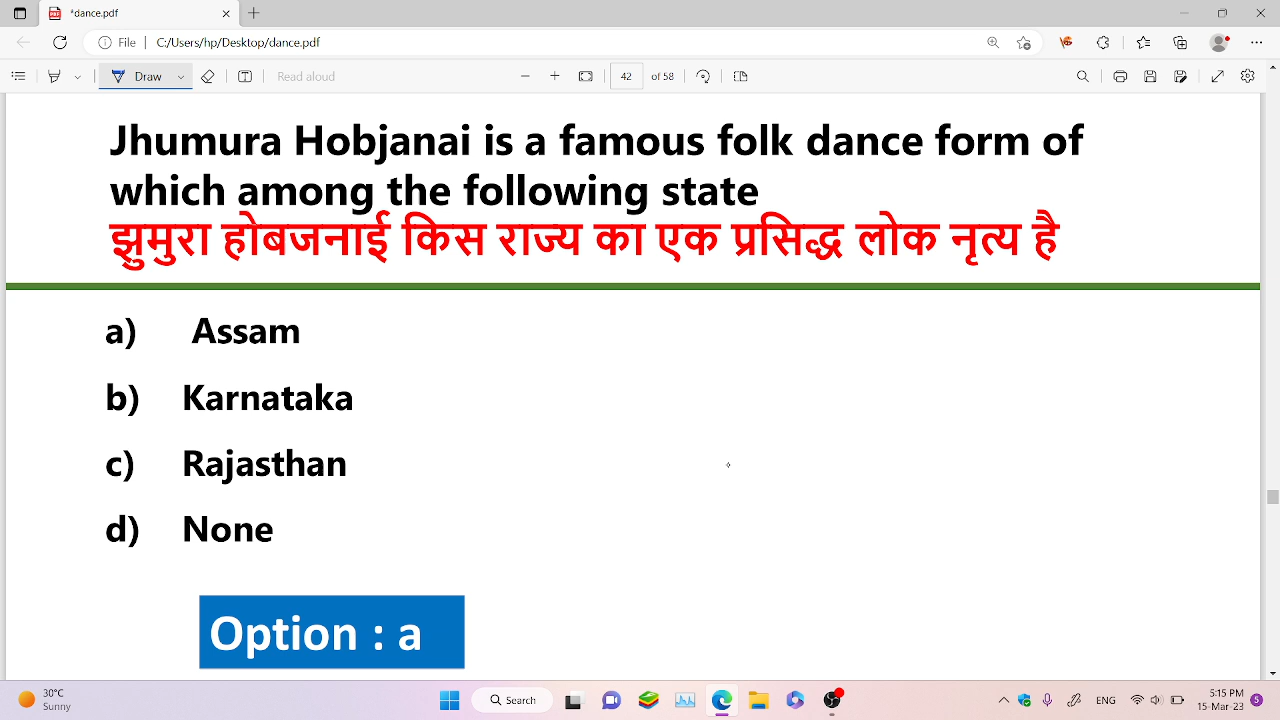 *dance.pdf
File C:/Users/hp/Desktop/dance.pdf
Draw Read aloud 42 of 58
Jhumura Hobjanai is a famous folk dance form of
which among the following state
झुमुरा होबजनाई किस राज्य का एक प्रसिद्ध लोक नृत्य है
a) Assam
b) Karnataka
c) Rajasthan
d) None
Option : a
30°C
Sunny
Search
ENG
5:15 PM
5-Mar-23
5